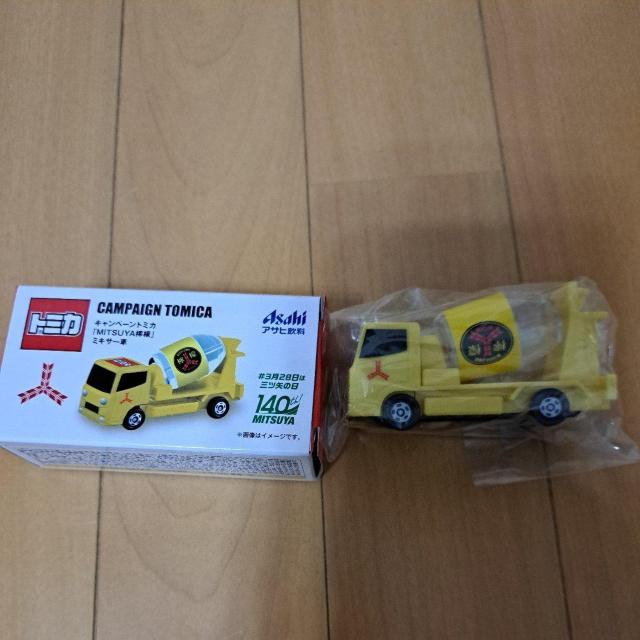 トミカ
CAMPAIGN TOMICA
キャンペーントミカ
「MITSUYA檸檬」
ミキサー車
Asahi
アサヒ飲料
#3月28日は
三ツ矢の日
140th
MITSUYA
※画像はイメージです。